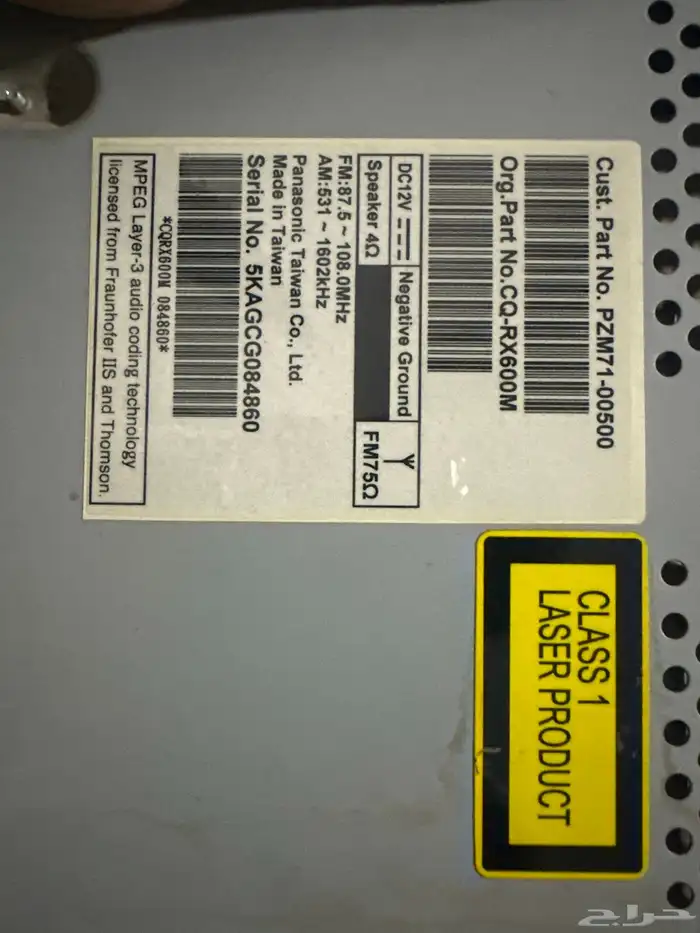 Cust. Part No. PZM71-00500
Org.Part No.CQ-RX600M
DC12V Negative Ground
Speaker 4Ω FM75Ω
FM:87.5 ~ 108.0MHz
AM:531 ~ 1602kHz
Panasonic Taiwan Co., Ltd.
Made in Taiwan
Serial No. 5KAGCG084860
*CQRX600M 084860*
MPEG Layer-3 audio coding technology
licensed from Fraunhofer IIS and Thomson.
CLASS 1
LASER PRODUCT
حراج